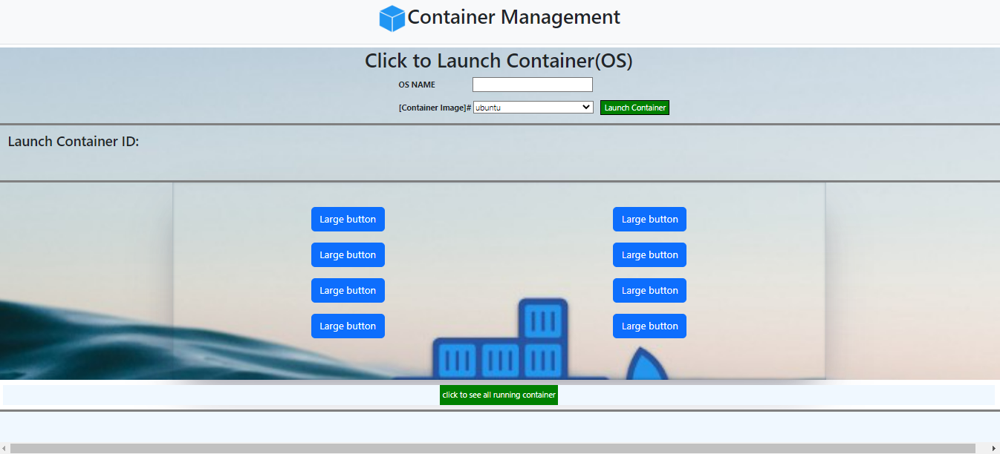 Container Management
Click to Launch Container(OS)
OS NAME
[Container Image]# ubuntu Launch Container
Launch Container ID:
Large button Large button
Large button Large button
Large button Large button
Large button Large button
click to see all running container